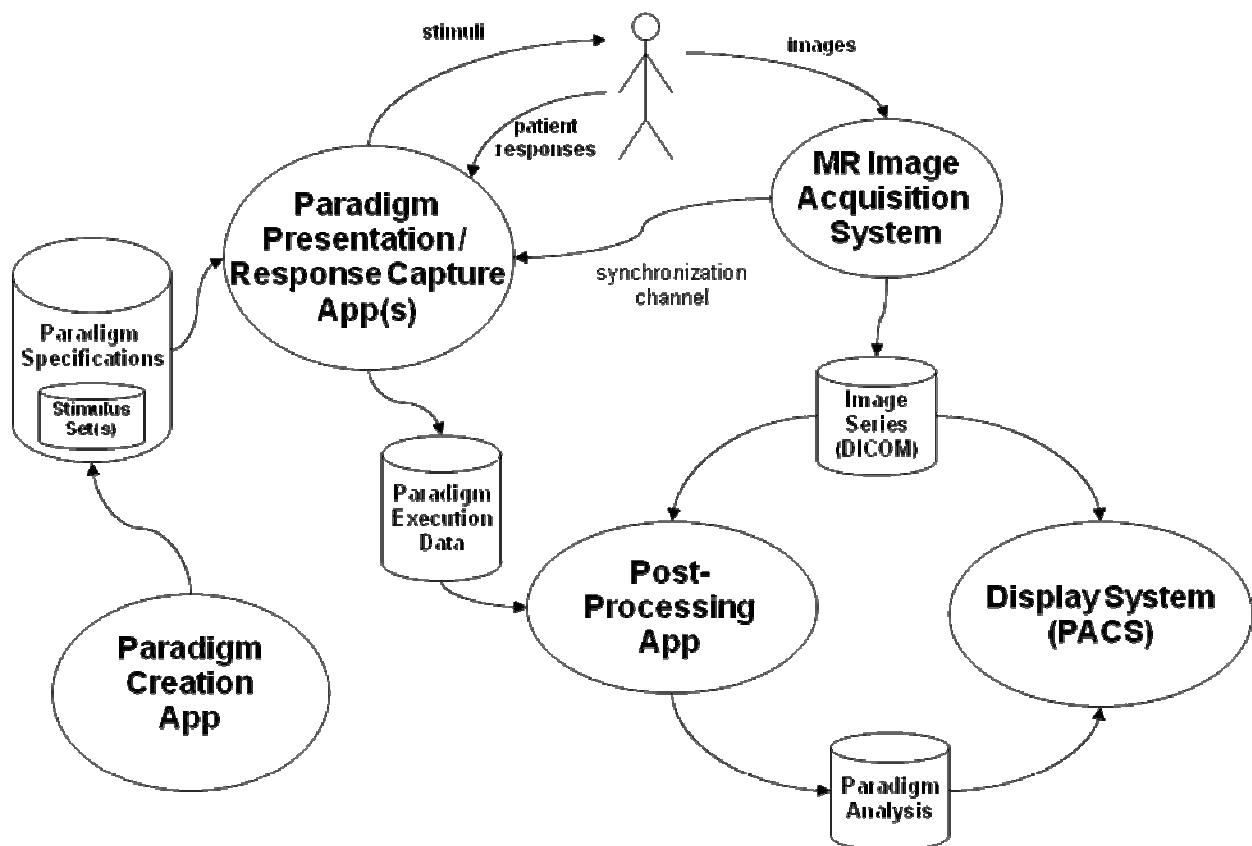 stimuli
images
patient
responses
MR Image
Acquisition
System
Paradigm
Presentation /
Response Capture
App(s)
synchronization
channel
Paradigm
Specifications
Stimulus
Set(s)
Image
Series
(DICOM)
Paradigm
Execution
Data
Post-
Processing
App
Display System
(PACS)
Paradigm
Creation
App
Paradigm
Analysis